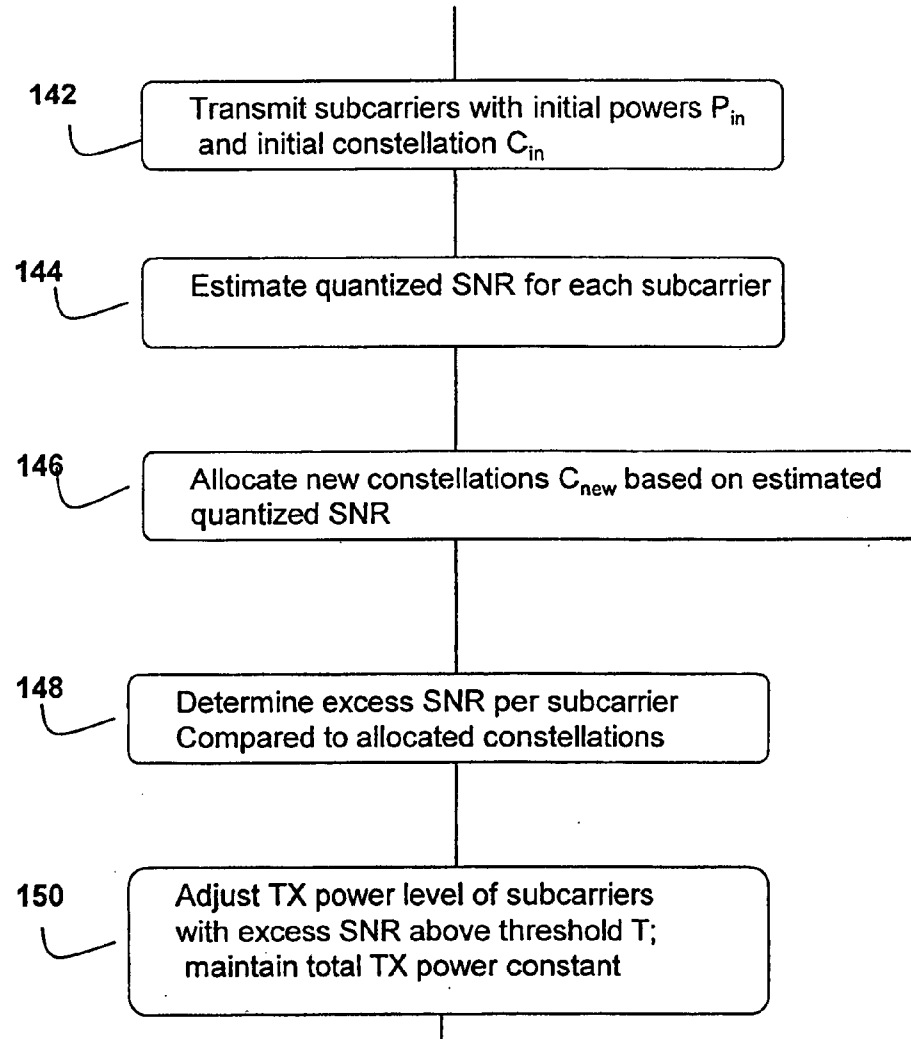 142
Transmit subcarriers with initial powers P_in
and initial constellation C_in
144
Estimate quantized SNR for each subcarrier
146
Allocate new constellations C_new based on estimated
quantized SNR
148
Determine excess SNR per subcarrier
Compared to allocated constellations
150
Adjust TX power level of subcarriers
with excess SNR above threshold T;
maintain total TX power constant